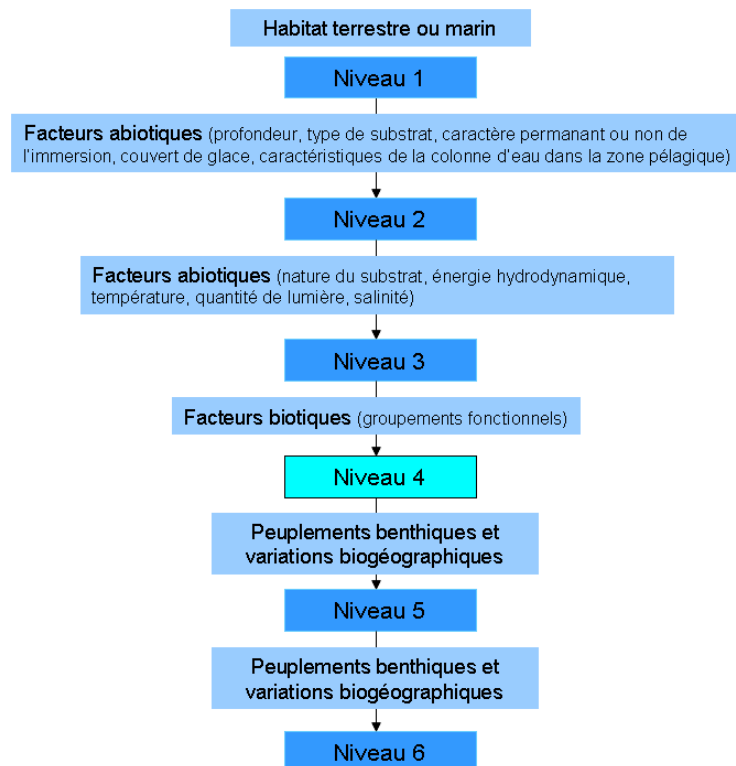 Habitat terrestre ou marin
Niveau 1
Facteurs abiotiques (profondeur, type de substrat, caractère permanant ou non de
l'immersion, couvert de glace, caractéristiques de la colonne d'eau dans la zone pélagique)
Niveau 2
Facteurs abiotiques (nature du substrat, énergie hydrodynamique,
température, quantité de lumière, salinité)
Niveau 3
Facteurs biotiques (groupements fonctionnels)
Niveau 4
Peuplements benthiques et
variations biogéographiques
Niveau 5
Peuplements benthiques et
variations biogéographiques
Niveau 6